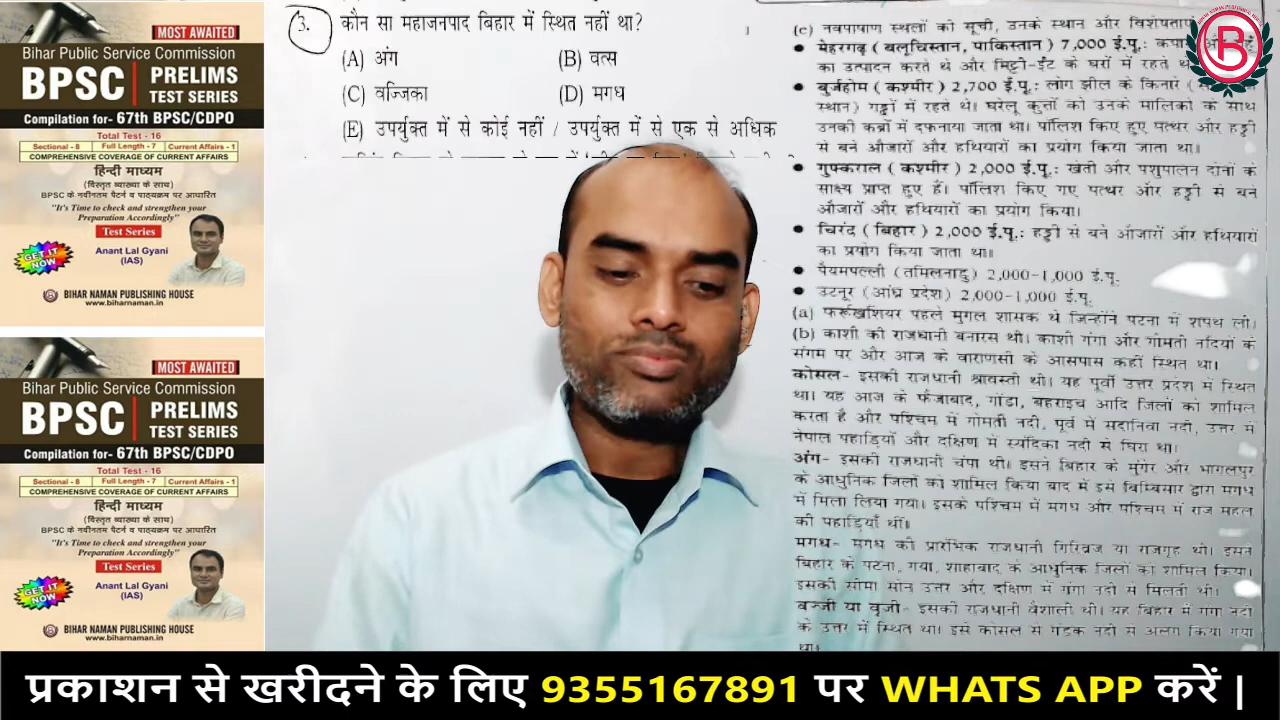 MOST AWAITED
Bihar Public Service Commission
BPSC
PRELIMS
TEST SERIES
Compilation for- 67th BPSC/CDPO
Total Test - 16
Sectional - 8 Full Length - 7 Current Affairs - 1
COMPREHENSIVE COVERAGE OF CURRENT AFFAIRS
हिन्दी माध्यम
(विस्तृत व्याख्या के साथ)
BPSC के नवीनतम पैटर्न व पाठ्यक्रम पर आधारित
"It's Time to check and strengthen your
Preparation Accordingly"
Test Series
GET IT
NOW
Anant Lal Gyani
(IAS)
BIHAR NAMAN PUBLISHING HOUSE
www.biharnaman.in
MOST AWAITED
Bihar Public Service Commission
BPSC
PRELIMS
TEST SERIES
Compilation for- 67th BPSC/CDPO
Total Test - 16
Sectional - 8 Full Length - 7 Current Affairs - 1
COMPREHENSIVE COVERAGE OF CURRENT AFFAIRS
हिन्दी माध्यम
(विस्तृत व्याख्या के साथ)
BPSC के नवीनतम पैटर्न व पाठ्यक्रम पर आधारित
"It's Time to check and strengthen your
Preparation Accordingly"
Test Series
GET IT
NOW
Anant Lal Gyani
(IAS)
BIHAR NAMAN PUBLISHING HOUSE
www.biharnaman.in
3. कौन सा महाजनपाद बिहार में स्थित नहीं था?
(A) अंग (B) वत्स
(C) वज्जिका (D) मगध
(E) उपर्युक्त में से कोई नहीं / उपर्युक्त में से एक से अधिक
(c) नवपाषाण स्थलों की सूची, उनके स्थान और
• मेहरगढ़ (बलूचिस्तान, पाकिस्तान) 7,000 ई.पू.:
का उत्पादन करते थे और मिट्टी-ईंट के घरों में रहते
• बुर्जहोम (कश्मीर) 2,700 ई.पू.: लोग झील के किनारे
स्थान) गड्ढों में रहते थे। घरेलू कुत्तों को उनके मालिकों के साथ
उनकी कब्रों में दफनाया जाता था। पॉलिश किए हुए पत्थर और हड्डी
से बने औजारों और हथियारों का प्रयोग किया जाता था।
• गुफ्कराल (कश्मीर) 2,000 ई.पू.: खेती और पशुपालन दोनों के
साक्ष्य प्राप्त हुए हैं। पॉलिश किए गए पत्थर और हड्डी से बने
औजारों और हथियारों का प्रयोग किया।
• चिरंद (बिहार) 2,000 ई.पू.: हड्डी से बने औजारों और हथियारों
का प्रयोग किया जाता था॥
• पैयमपल्ली (तमिलनाडु) 2,000-1,000 ई.पू.
• उटनूर (आंध्र प्रदेश) 2,000-1,000 ई.पू.
(a) फर्रूखशियर पहले मुगल शासक थे जिन्होंने पटना में शपथ ली।
(b) काशी की राजधानी बनारस थी। काशी गंगा और गोमती नदियों के
संगम पर और आज के वाराणसी के आसपास कहीं स्थित था।
कोसल- इसकी राजधानी श्रावस्ती थी। यह पूर्वी उत्तर प्रदेश में स्थित
था। यह आज के फैजाबाद, गोंडा, बहराइच आदि जिलों को शामिल
करता है और पश्चिम में गोमती नदी, पूर्व में सदानिवा नदी, उत्तर में
नेपाल पहाड़ियों और दक्षिण में स्यंदिका नदी से घिरा था।
अंग- इसकी राजधानी चंपा थी। इसने बिहार के मुंगेर और भागलपुर
के आधुनिक जिलों को शामिल किया बाद में इसे बिम्बिसार द्वारा मगध
में मिला लिया गया। इसके पश्चिम में मगध और पश्चिम में राज महल
की पहाड़ियाँ थीं।
मगध- मगध की प्रारंभिक राजधानी गिरिव्रज या राजगृह थी। इसने
बिहार के पटना, गया, शाहाबाद के आधुनिक जिलों को शामिल किया।
इसकी सीमा सोन उत्तर और दक्षिण में गंगा नदी से मिलती थी।
वज्जी या वृजी- इसकी राजधानी वैशाली थी। यह बिहार में गंगा नदी
के उत्तर में स्थित था। इसे कोसल से गंडक नदी से अलग किया गया
था।
B
प्रकाशन से खरीदने के लिए 9355167891 पर WHATS APP करें |